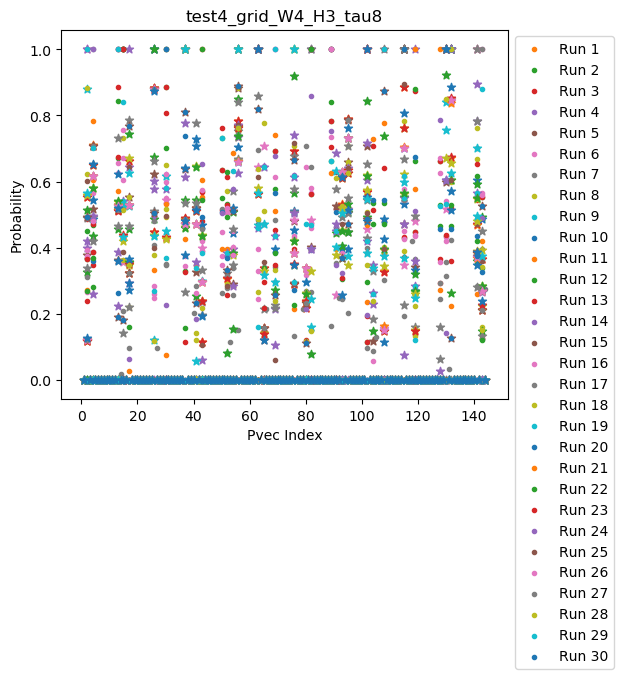 test4_grid_W4_H3_tau8
1.0
0.8
0.6
0.4
0.2
0.0
Probability
0 20 40 60 80 100 120 140
Pvec Index
Run 1
Run 2
Run 3
Run 4
Run 5
Run 6
Run 7
Run 8
Run 9
Run 10
Run 11
Run 12
Run 13
Run 14
Run 15
Run 16
Run 17
Run 18
Run 19
Run 20
Run 21
Run 22
Run 23
Run 24
Run 25
Run 26
Run 27
Run 28
Run 29
Run 30